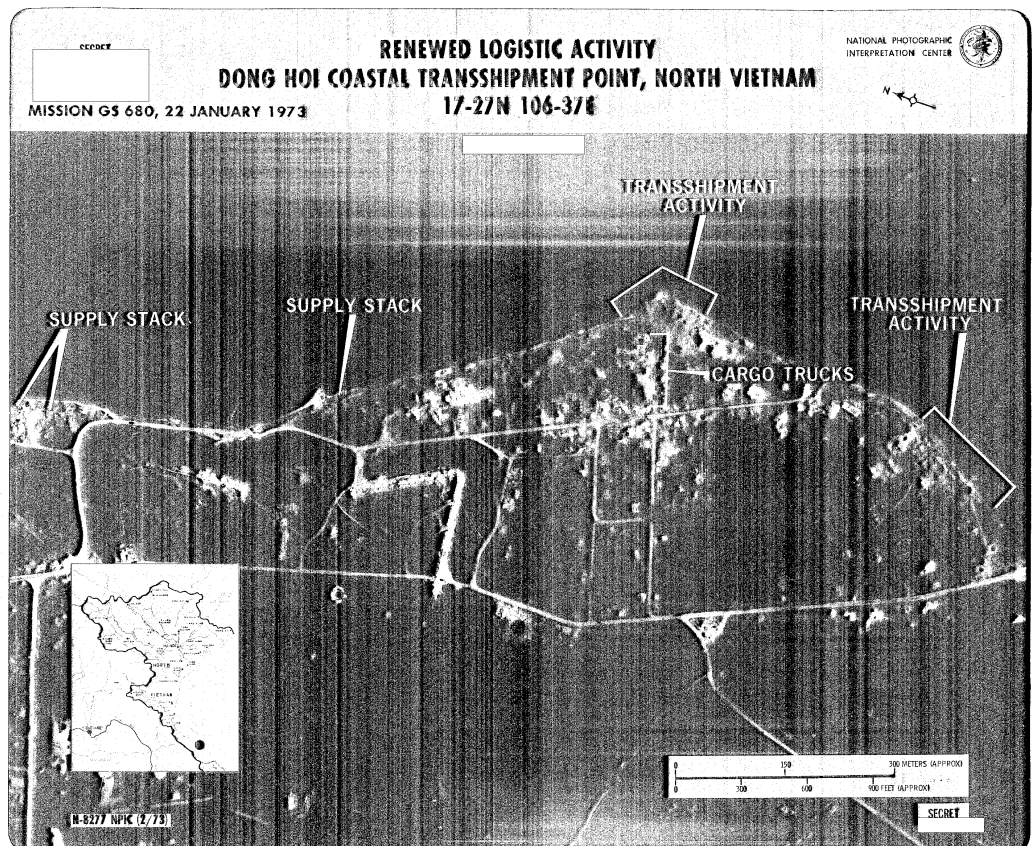 SECRET
RENEWED LOGISTIC ACTIVITY
DONG HOI COASTAL TRANSSHIPMENT POINT, NORTH VIETNAM
17-27N 106-37E
MISSION GS 680, 22 JANUARY 1973
NATIONAL PHOTOGRAPHIC
INTERPRETATION CENTER
N
TRANSSHIPMENT
ACTIVITY
SUPPLY STACK
SUPPLY STACK
TRANSSHIPMENT
ACTIVITY
CARGO TRUCKS
NORTH
VIETNAM
0 150 300 METERS (APPROX)
0 300 600 900 FEET (APPROX)
N-8277 NPIC (2/73)
SECRET